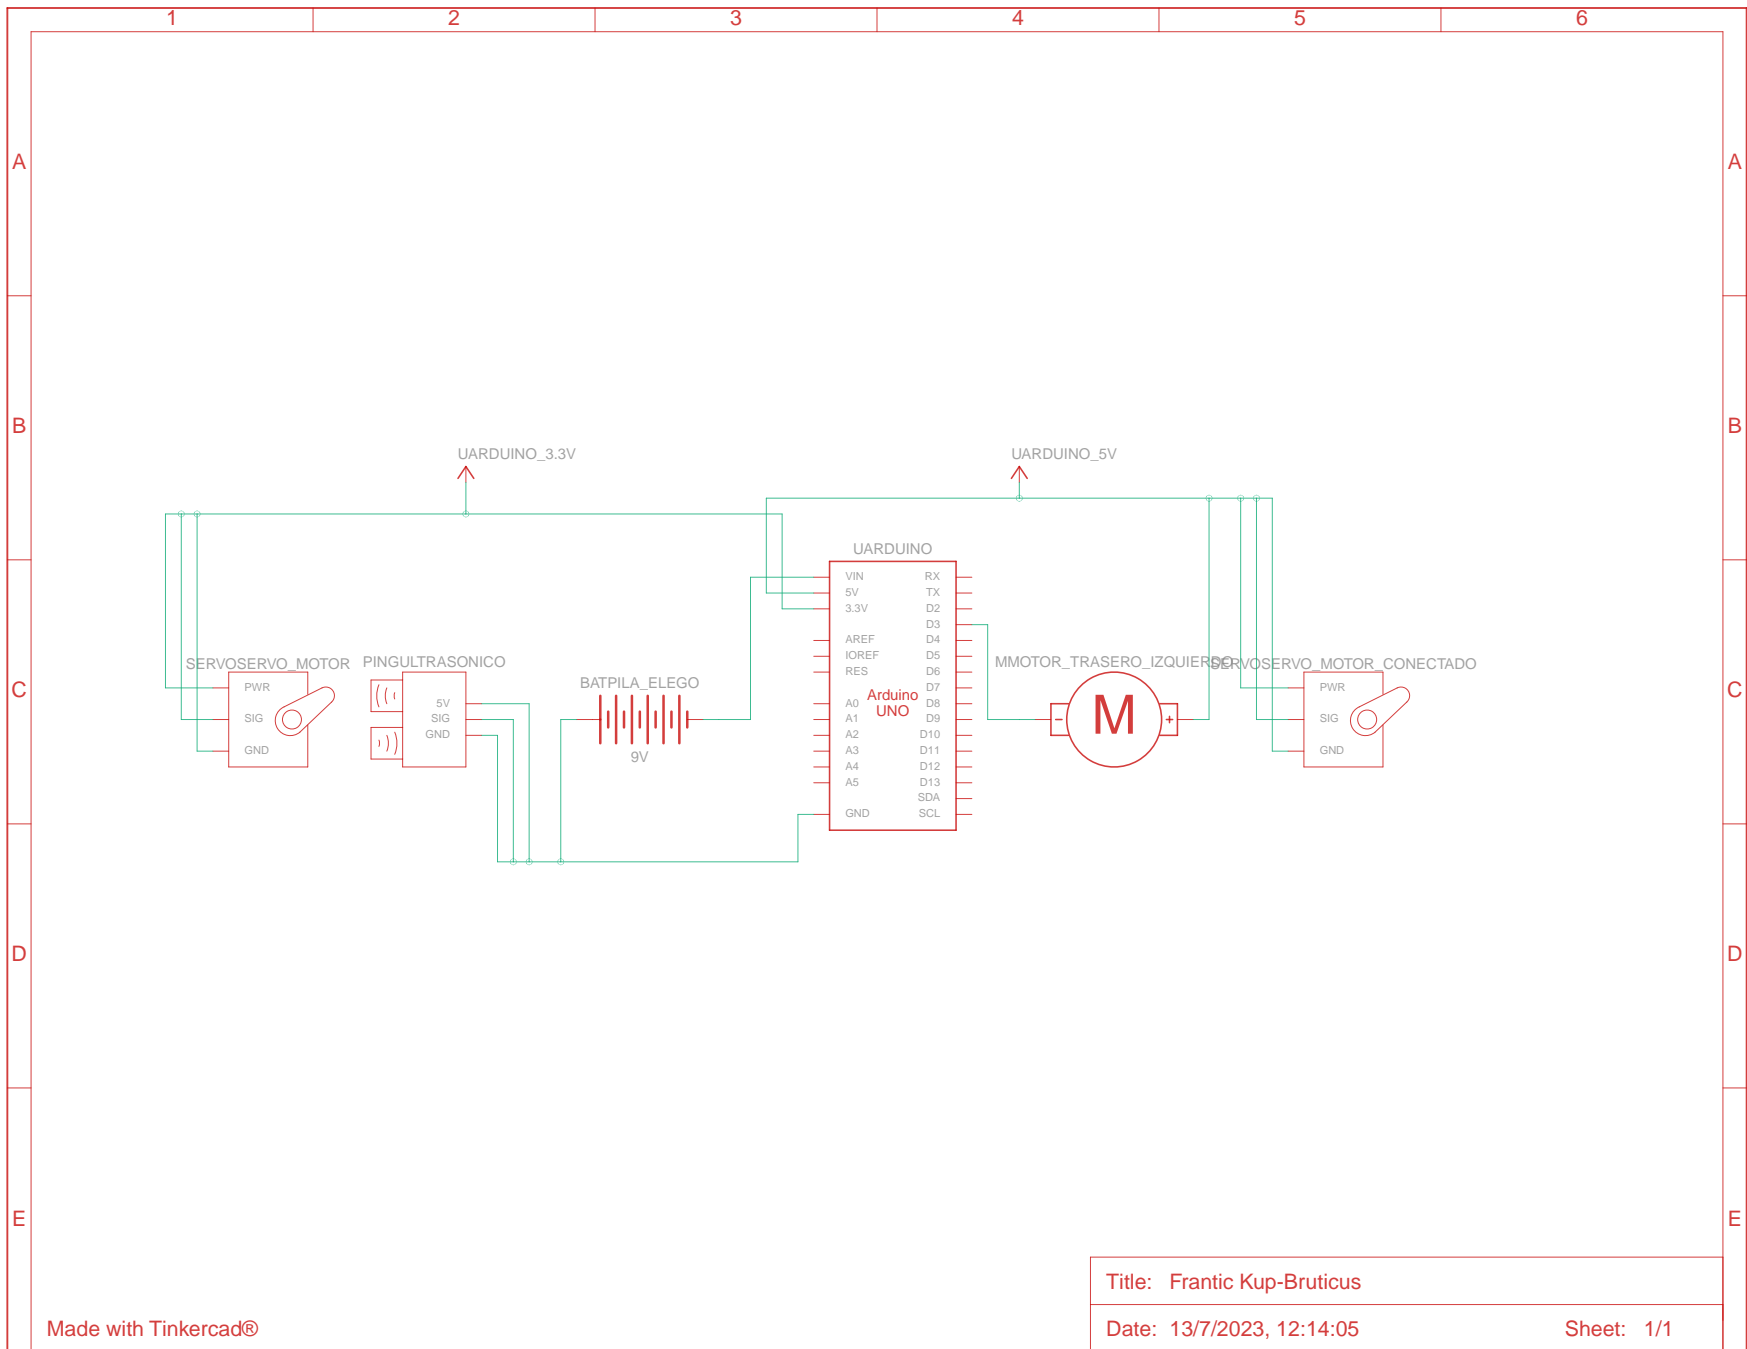 1 2 3 4 5 6
A A
B B
UARDUINO_3.3V
UARDUINO_5V
UARDUINO
VIN RX
5V TX
3.3V D2
D3
AREF D4
IOREF D5
RES D6
D7
A0 D8
A1 D9
A2 D10
A3 D11
A4 D12
A5 D13
SDA
GND SCL
Arduino
UNO
C C
SERVOSERVO_MOTOR
PWR
SIG
GND
PINGULTRASONICO
5V
SIG
GND
BATPILA_ELEGO
9V
MMOTOR_TRASERO_IZQUIERDO
- M +
SERVOSERVO_MOTOR_CONECTADO
PWR
SIG
GND
D D
E E
Title: Frantic Kup-Bruticus
Made with Tinkercad®
Date: 13/7/2023, 12:14:05 Sheet: 1/1